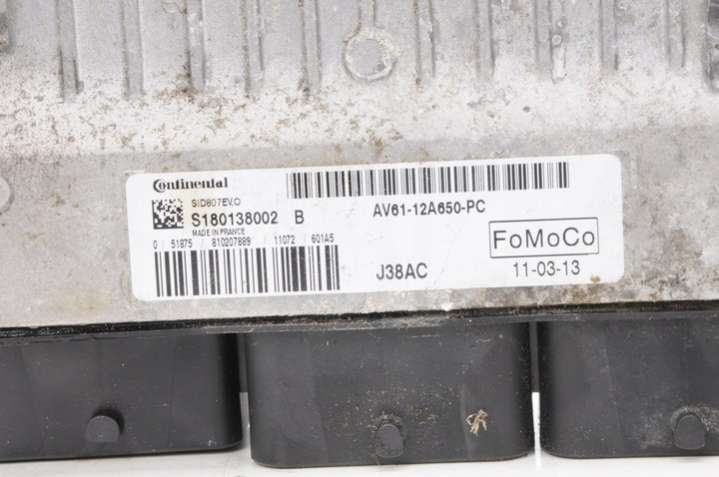 Continental
SID807EVO
S180138002 B
MADE IN FRANCE
0 / 51875 / 810207889 / 11072 / 601A5
AV61-12A650-PC
FoMoCo
J38AC
11-03-13